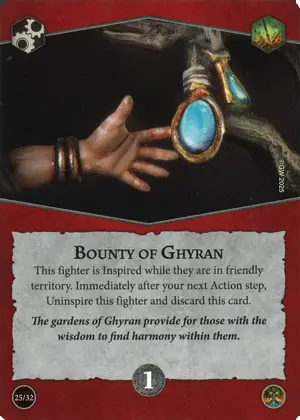 ©GW 2025
Bounty of Ghyran
This fighter is Inspired while they are in friendly
territory. Immediately after your next Action step,
Uninspire this fighter and discard this card.
The gardens of Ghyran provide for those with the
wisdom to find harmony within them.
25/32
1